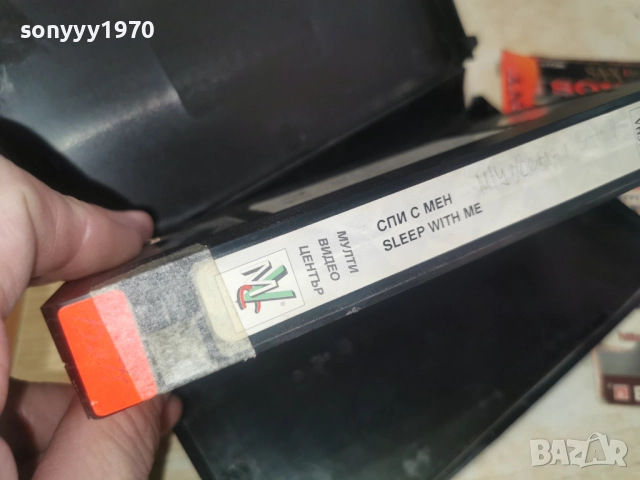 sonyyy1970
СПИ С МЕН
SLEEP WITH ME
МУЛТИ
ВИДЕО
ЦЕНТЪР
BAZAR